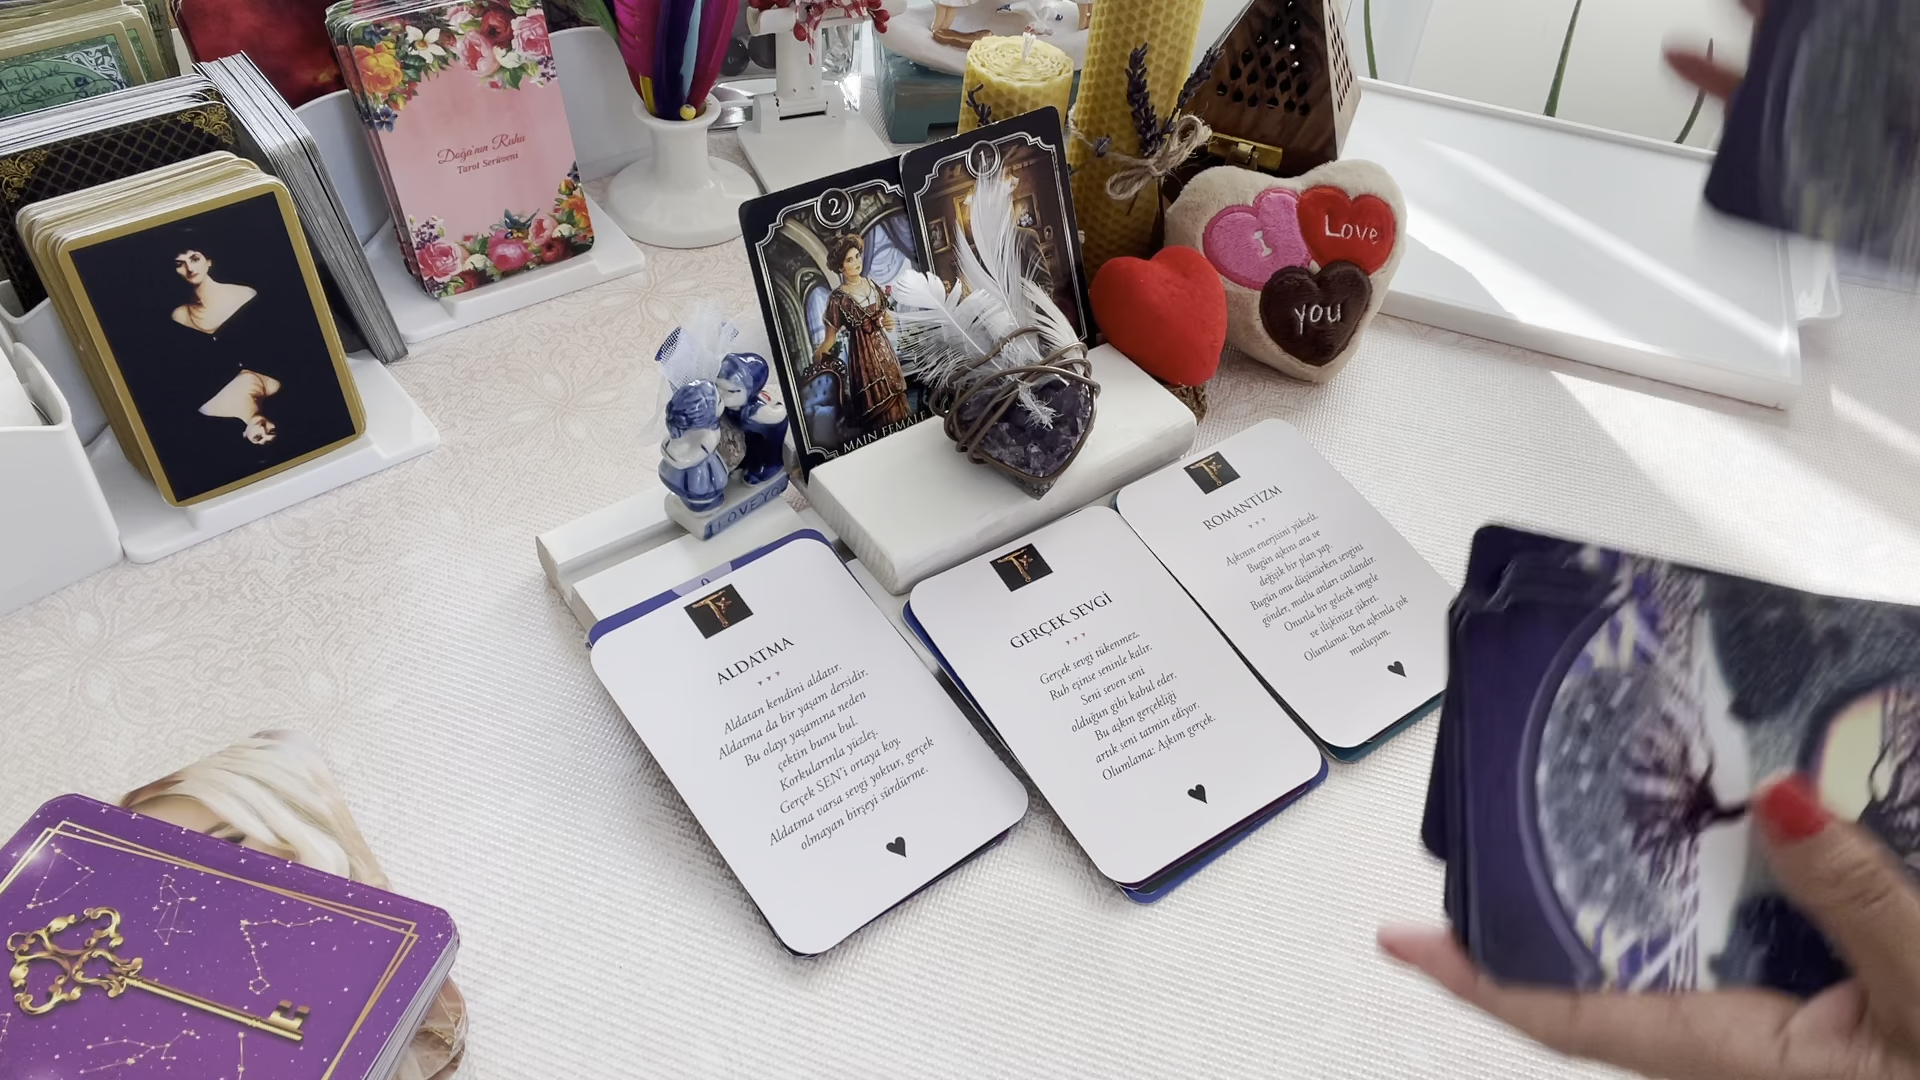 Doğa'nın Ruhu
Tarot Serüveni
2
MAIN FEMALE
1
I
Love
you
I LOVE YOU
ALDATMA
Aldatan kendini aldatır.
Aldatma da bir yaşam dersidir.
Bu olayı yaşamına neden
çektin bunu bul.
Korkularınla yüzleş.
Gerçek SEN'i ortaya koy.
Aldatma varsa sevgi yoktur, gerçek
olmayan birşeyi sürdürme.
GERÇEK SEVGİ
Gerçek sevgi tükenmez.
Ruh eşinse seninle kalır.
Seni seven seni
olduğun gibi kabul eder.
Bu aşkın gerçekliği
artık seni tatmin ediyor.
Olumlama: Aşkım gerçek.
ROMANTİZM
Aşkının enerjisini yükselt.
Bugün aşkını ara ve
değişik bir plan yap.
Bugün onu düşünürken sevgini
gönder, mutlu anları canlandır.
Onunla bir gelecek imgele
ve ilişkinize şükret.
Olumlama: Ben aşkımla çok
mutluyum.